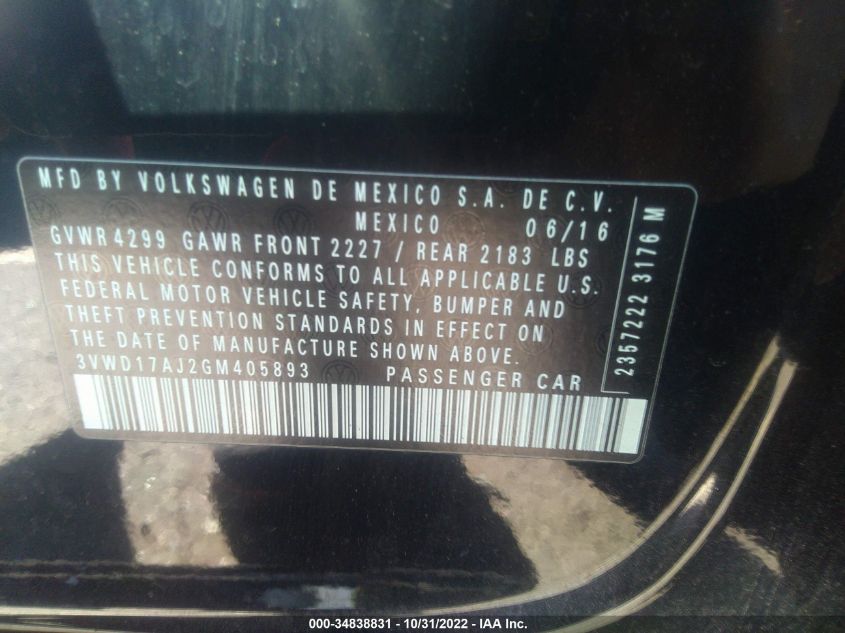 MFD BY VOLKSWAGEN DE MEXICO S.A. DE C.V.
MEXICO 06/16
GVWR 4299 GAWR FRONT 2227 / REAR 2183 LBS
THIS VEHICLE CONFORMS TO ALL APPLICABLE U.S.
FEDERAL MOTOR VEHICLE SAFETY, BUMPER AND
THEFT PREVENTION STANDARDS IN EFFECT ON
THE DATE OF MANUFACTURE SHOWN ABOVE.
3VWD17AJ2GM405893 PASSENGER CAR
2357222 3176 M
000-34838831 - 10/31/2022 - IAA Inc.